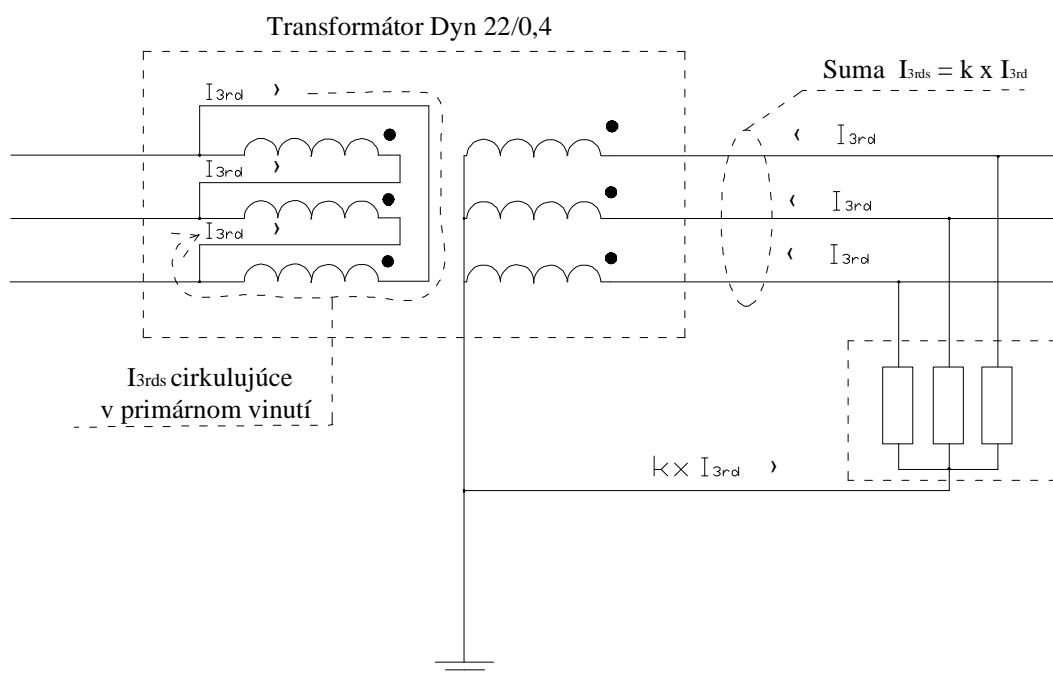 Transformátor Dyn 22/0,4
Suma I3rds = k x I3rd
I3rd
I3rd
I3rd
I3rd
I3rd
I3rd
I3rds cirkulujúce
v primárnom vinutí
k x I3rd